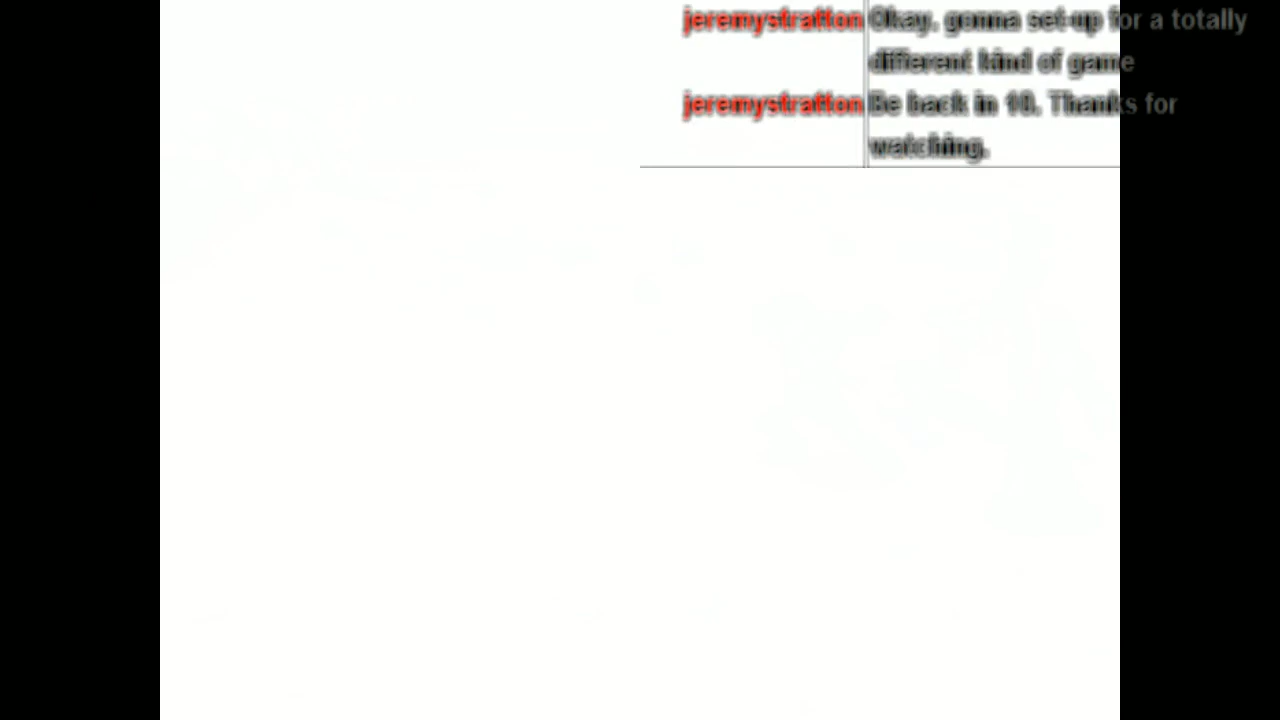 jeremystratton Okay, gonna set-up for a totally
different kind of game
jeremystratton Be back in 10. Thanks for
watching.